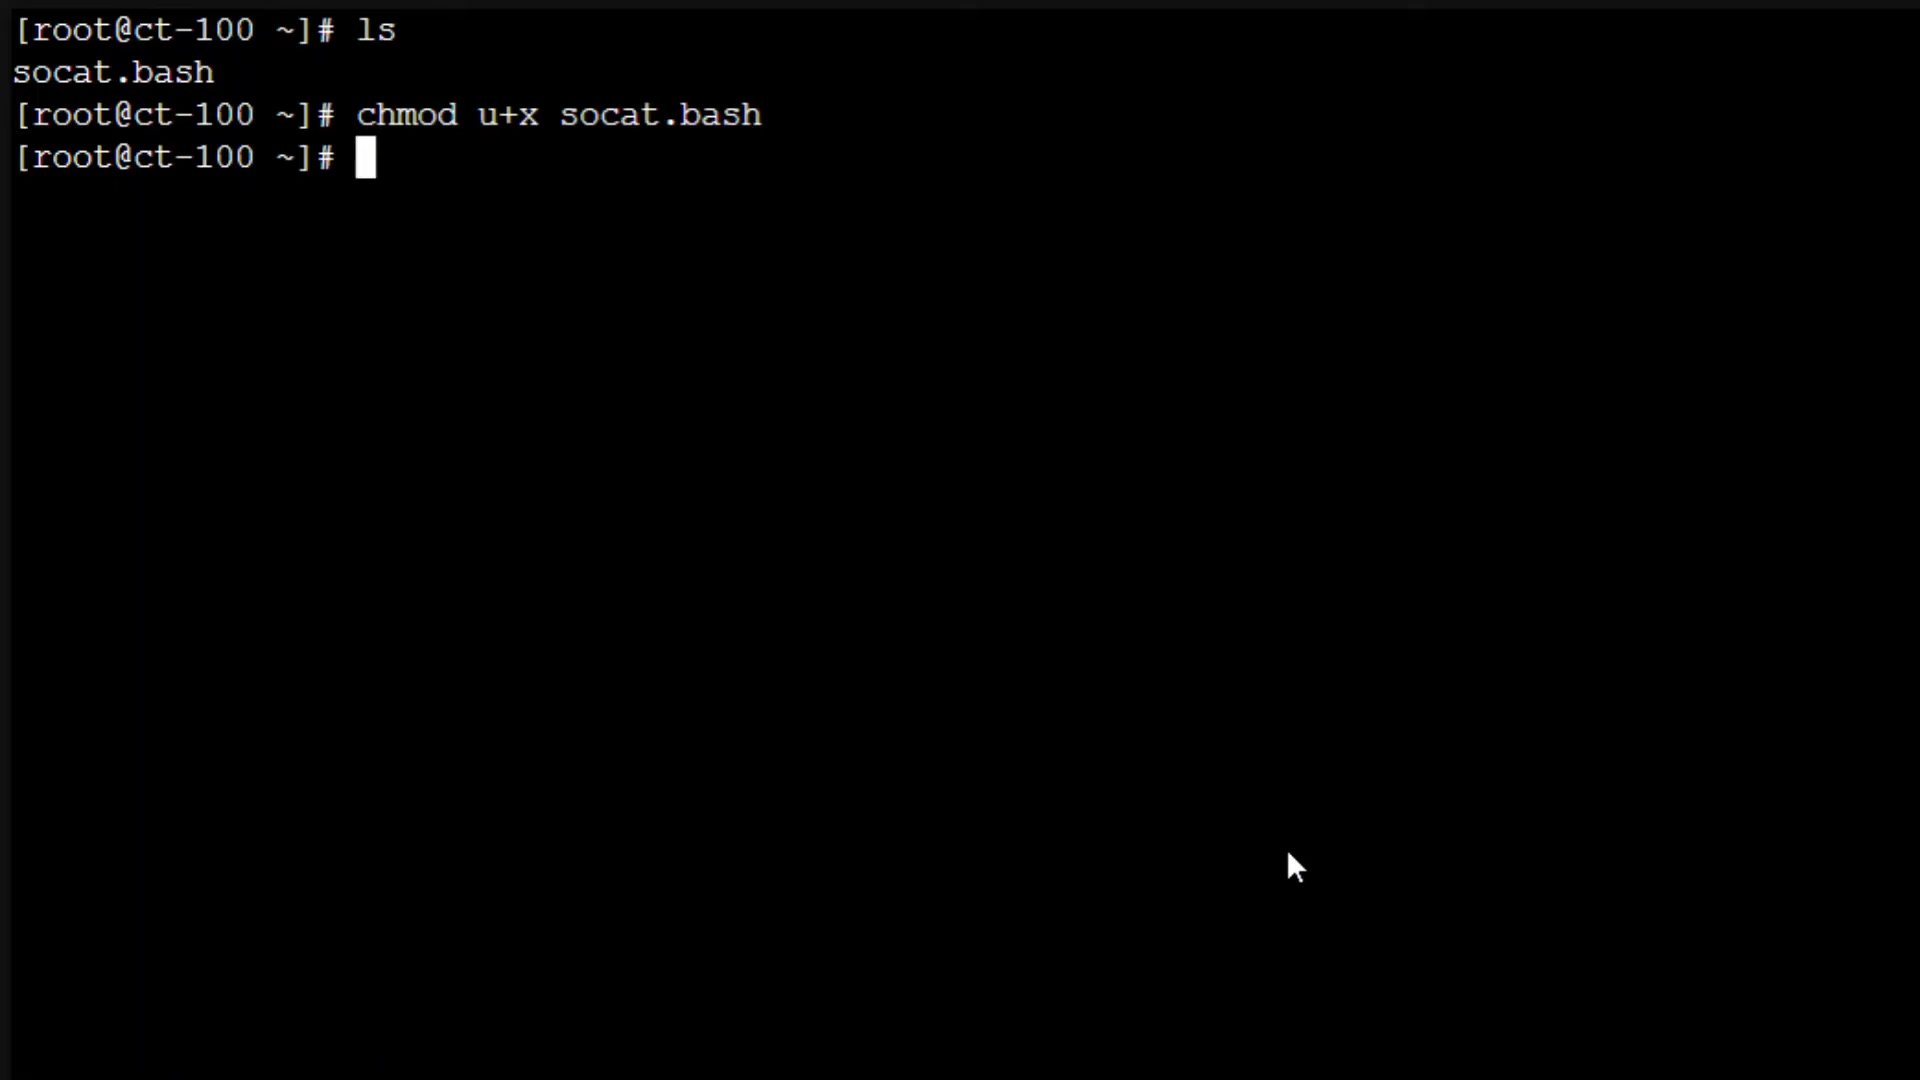 [root@ct-100 ~]# ls
socat.bash
[root@ct-100 ~]# chmod u+x socat.bash
[root@ct-100 ~]#